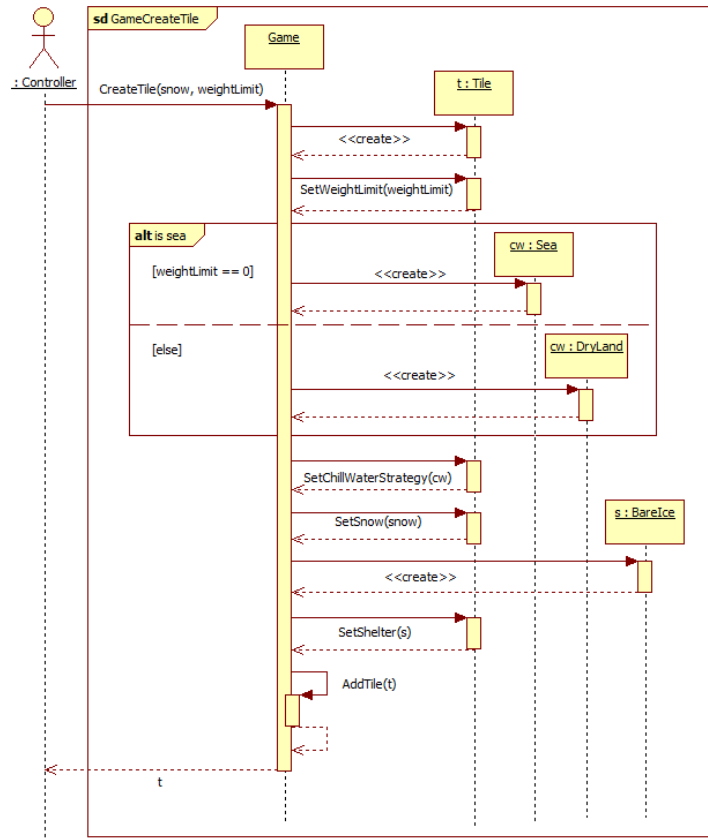 sd GameCreateTile
Game
: Controller
t : Tile
CreateTile(snow, weightLimit)
<<create>>
SetWeightLimit(weightLimit)
alt is sea
cw : Sea
[weightLimit == 0]
<<create>>
[else]
cw : DryLand
<<create>>
SetChillWaterStrategy(cw)
s : BareIce
SetSnow(snow)
<<create>>
SetShelter(s)
AddTile(t)
t